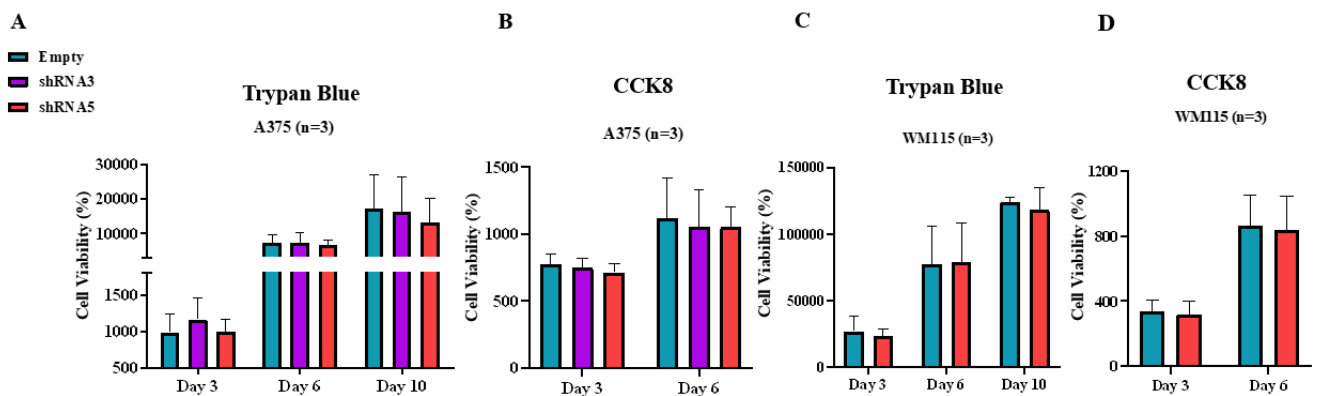 A
B
C
D
Empty
shRNA3
shRNA5
Trypan Blue
A375 (n=3)
Cell Viability (%)
30000
20000
10000
1500
1000
500
Day 3
Day 6
Day 10
CCK8
A375 (n=3)
Cell Viability (%)
1500
1000
500
0
Day 3
Day 6
Trypan Blue
WM115 (n=3)
Cell Viability (%)
150000
100000
50000
0
Day 3
Day 6
Day 10
CCK8
WM115 (n=3)
Cell Viability (%)
1200
800
400
0
Day 3
Day 6